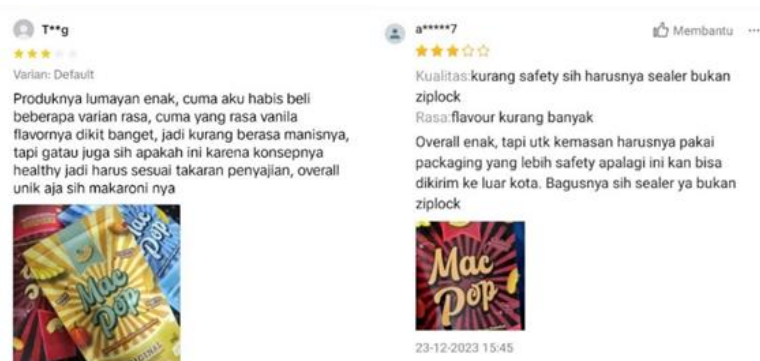 T**g
Varian: Default
Produknya lumayan enak, cuma aku habis beli
beberapa varian rasa, cuma yang rasa vanila
flavornya dikit banget, jadi kurang berasa manisnya,
tapi gatau juga sih apakah ini karena konsepnya
healthy jadi harus sesuai takaran penyajian, overall
unik aja sih makaroni nya
Mac
Pop
a*****7
Membantu
Kualitas:kurang safety sih harusnya sealer bukan
ziplock
Rasa:flavour kurang banyak
Overall enak, tapi utk kemasan harusnya pakai
packaging yang lebih safety apalagi ini kan bisa
dikirim ke luar kota. Bagusnya sih sealer ya bukan
ziplock
Mac
Pop
23-12-2023 15:45